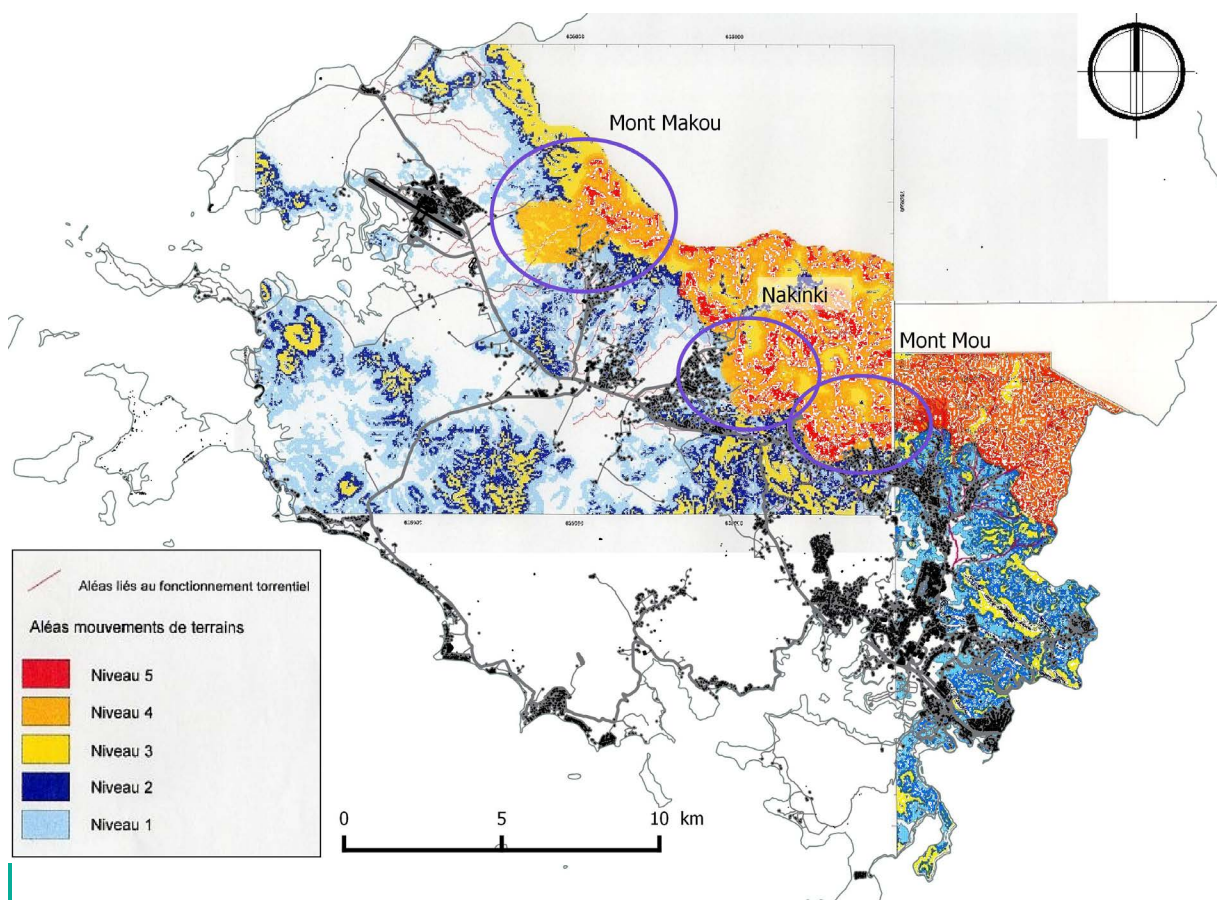 Mont Makou
Nakinki
Mont Mou
Aléas liés au fonctionnement torrentiel
Aléas mouvements de terrains
Niveau 5
Niveau 4
Niveau 3
Niveau 2
Niveau 1
0 5 10 km